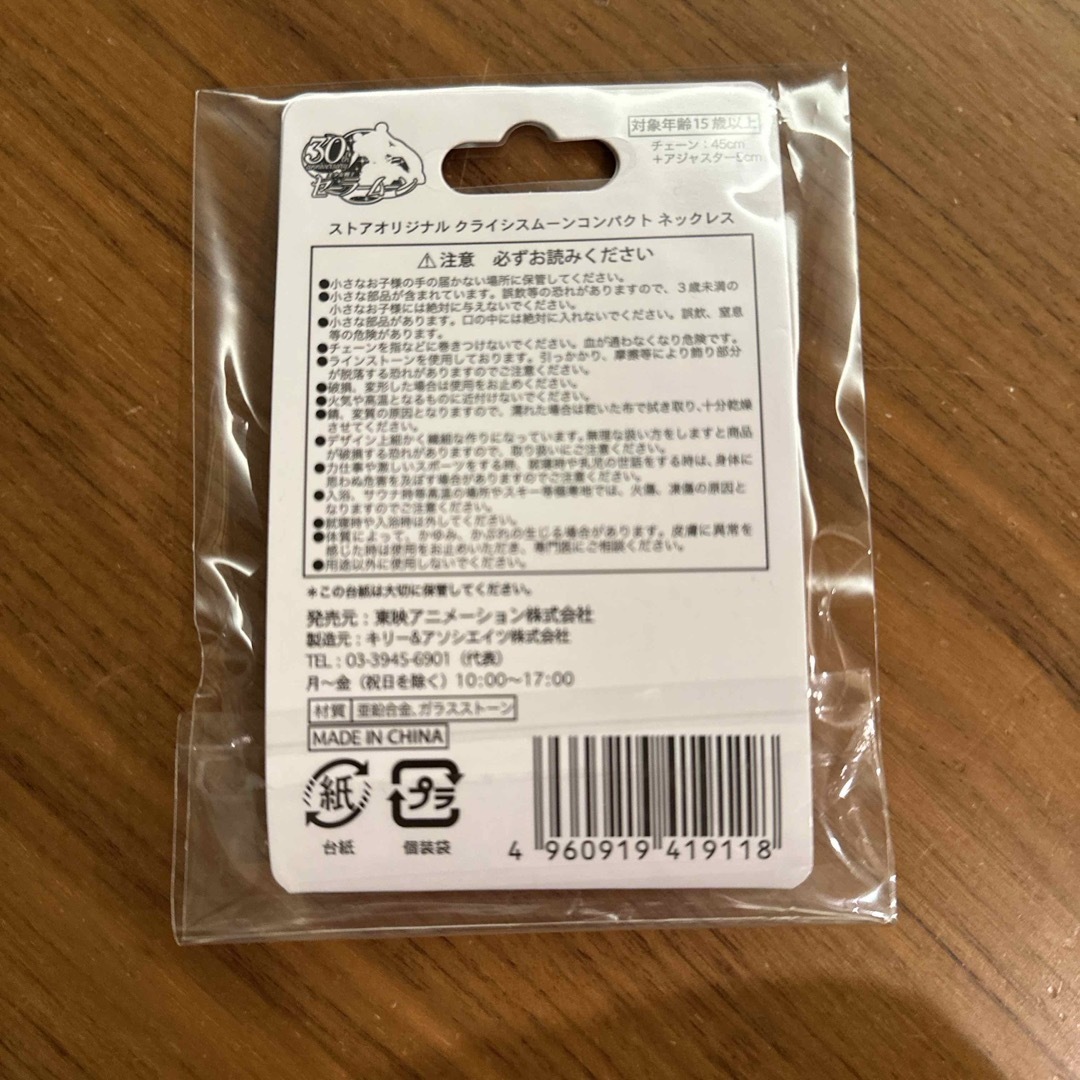 30th
anniversary
セーラームーン
対象年齢15歳以上
チェーン：45cm
＋アジャスター5cm
ストアオリジナル クライシスムーンコンパクト ネックレス
⚠注意　必ずお読みください
●小さなお子様の手の届かない場所に保管してください。
●小さな部品が含まれています。誤飲等の恐れがありますので、３歳未満の
小さなお子様には絶対に与えないでください。
●小さな部品があります。口の中には絶対に入れないでください。誤飲、窒息
等の危険があります。
●チェーンを指などに巻きつけないでください。血が通わなくなり危険です。
●ラインストーンを使用しております。引っかかり、摩擦等により飾り部分
が脱落する恐れがありますのでご注意ください。
●破損、変形した場合は使用をお止めください。
●火気や高温となるものに近付けないでください。
●錆、変質の原因となりますので、濡れた場合は乾いた布で拭き取り、十分乾燥
させてください。
●デザイン上細かく繊細な作りになっています。無理な扱い方をしますと商品
が破損する恐れがありますので、取り扱いにご注意ください。
●力仕事や激しいスポーツをする時、就寝時や乳児の世話をする時は、身体に
思わぬ危害を及ぼす場合がありますのでご注意ください。
●入浴、サウナ時等高温の場所やスキー等極寒地では、火傷、凍傷の原因と
なりますのでご注意ください。
●就寝時や入浴時は外してください。
●体質によって、かゆみ、かぶれの生じる場合があります。皮膚に異常を
感じた時は使用をお止めいただき、専門医にご相談ください。
●用途以外に使用しないでください。
＊この台紙は大切に保管してください。
発売元：東映アニメーション株式会社
製造元：キリー&アソシエイツ株式会社
TEL：03-3945-6901（代表）
月～金（祝日を除く）10:00～17:00
材質 亜鉛合金、ガラスストーン
MADE IN CHINA
紙 プラ
台紙 個装袋
4 960919 419118